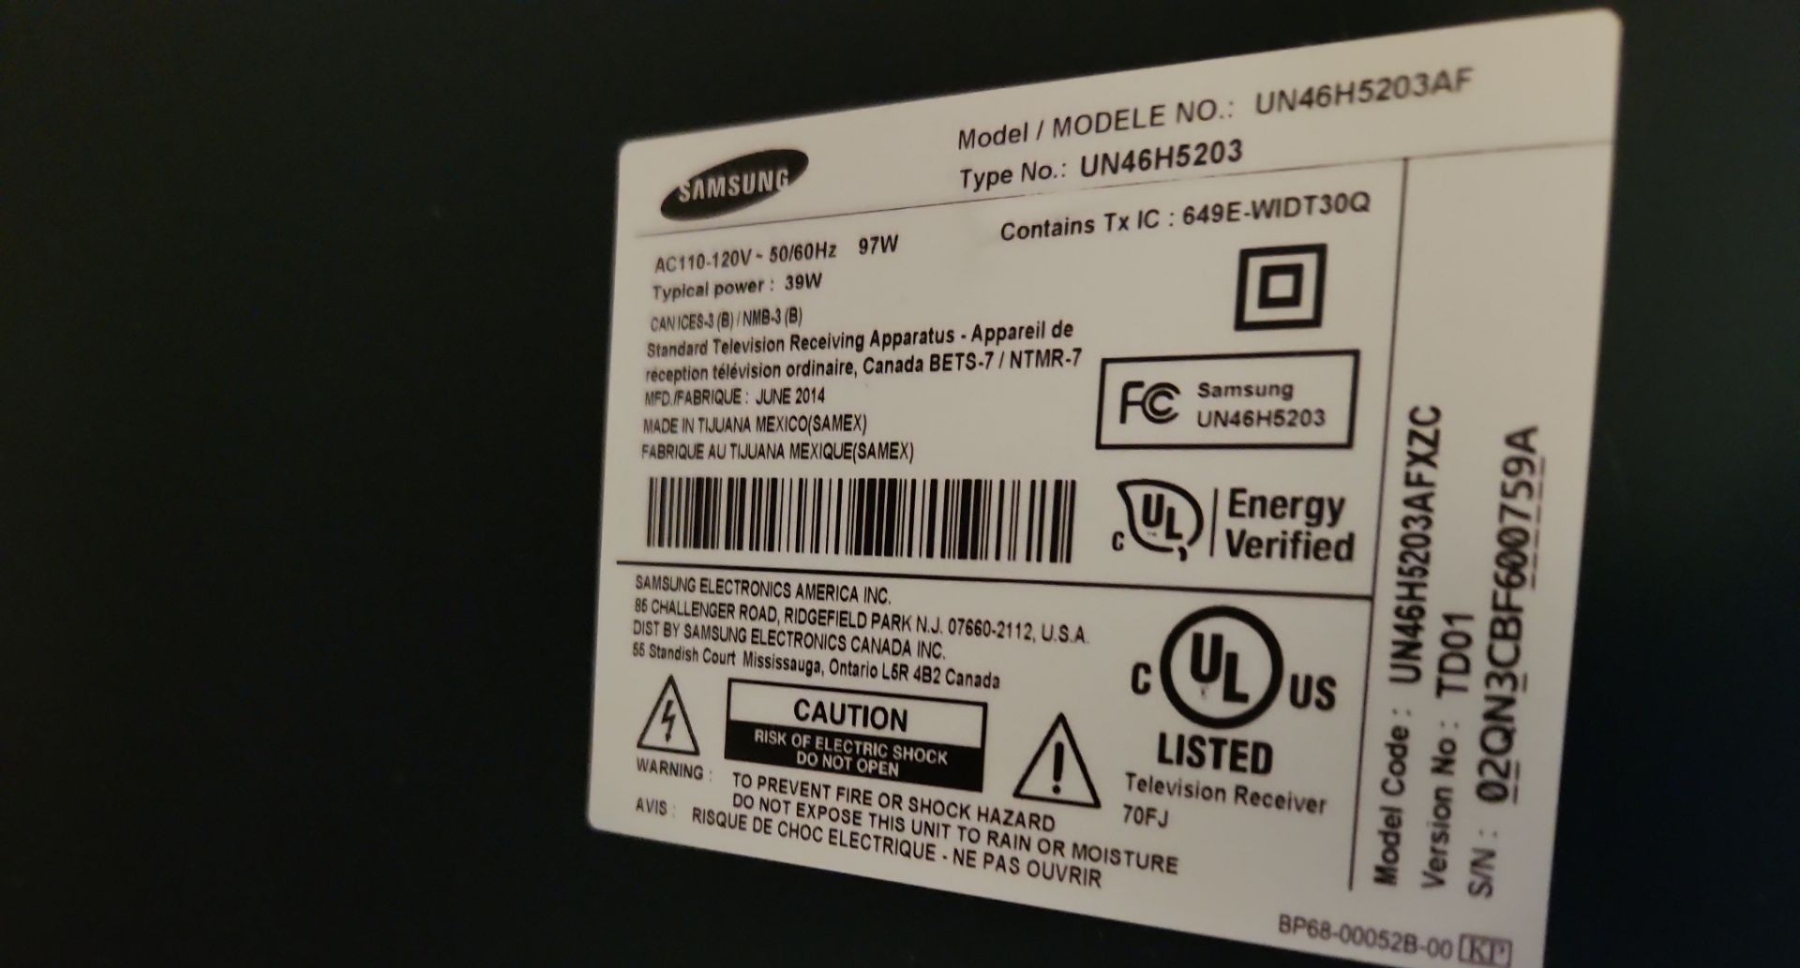 SAMSUNG
Model / MODELE NO.: UN46H5203AF
Type No.: UN46H5203
AC110-120V ~ 50/60Hz 97W
Typical power : 39W
Contains Tx IC : 649E-WIDT30Q
CAN ICES-3 (B) / NMB-3 (B)
Standard Television Receiving Apparatus - Appareil de
réception télévision ordinaire, Canada BETS-7 / NTMR-7
MFD./FABRIQUE : JUNE 2014
MADE IN TIJUANA MEXICO(SAMEX)
FABRIQUE AU TIJUANA MEXIQUE(SAMEX)
FC Samsung
UN46H5203
C UL Energy
Verified
SAMSUNG ELECTRONICS AMERICA INC.
85 CHALLENGER ROAD, RIDGEFIELD PARK N.J. 07660-2112, U.S.A.
DIST BY SAMSUNG ELECTRONICS CANADA INC.
55 Standish Court Mississauga, Ontario L5R 4B2 Canada
CAUTION
RISK OF ELECTRIC SHOCK
DO NOT OPEN
WARNING : TO PREVENT FIRE OR SHOCK HAZARD
DO NOT EXPOSE THIS UNIT TO RAIN OR MOISTURE
AVIS : RISQUE DE CHOC ELECTRIQUE - NE PAS OUVRIR
C UL US
LISTED
Television Receiver
70FJ
Model Code : UN46H5203AFXZC
Version No : TD01
S/N : 02QN3CBF600759A
BP68-00052B-00 KP